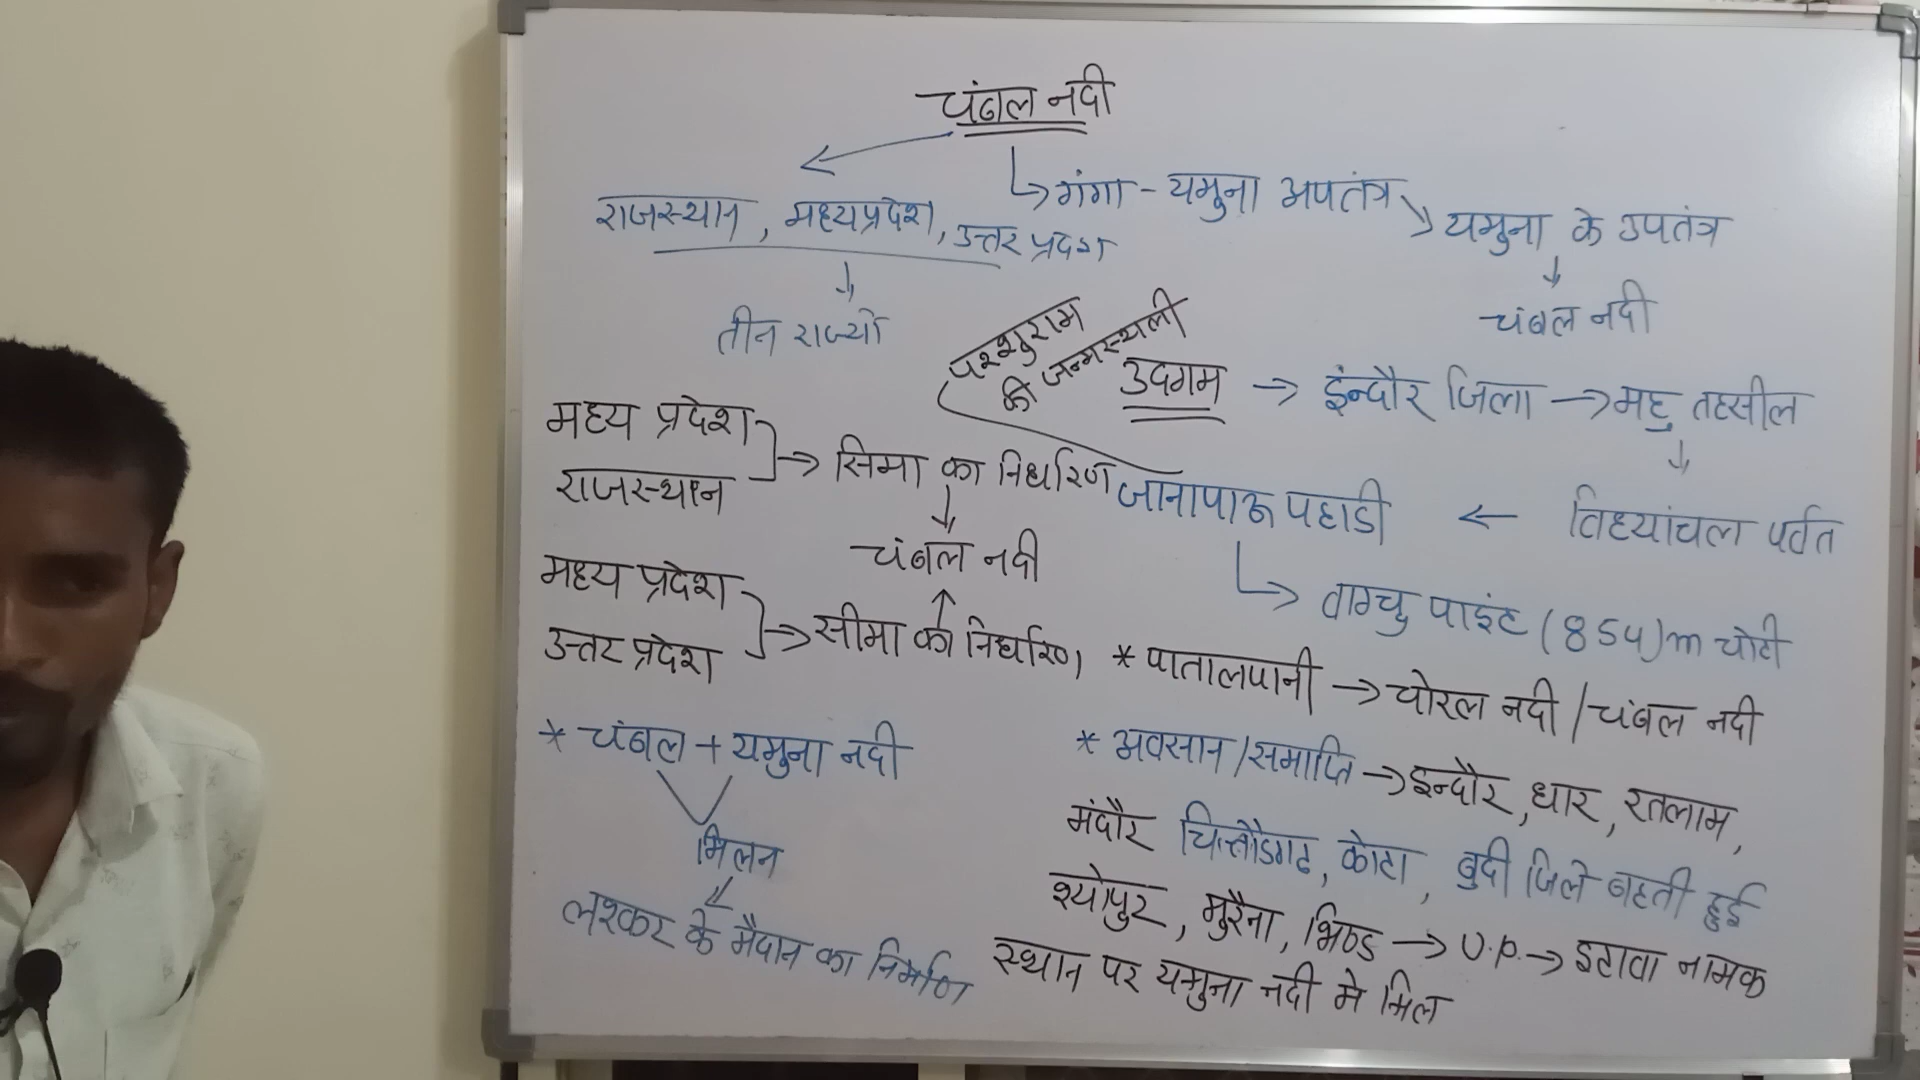 चंबल नदी
गंगा - यमुना अपतंत्र
यमुना के उपतंत्र
चंबल नदी
राजस्थान, मध्यप्रदेश, उत्तर प्रदेश
तीन राज्यों
परशुराम
की जन्मस्थली
उदगम → इंन्दौर जिला → महु तहसील
विंध्यांचल पर्वत
जानापाऊ पहाडी
वाग्चु पाइंट (854)m चोटी
मध्य प्रदेश
राजस्थान
→ सिमा का निर्धारण
चंबल नदी
मध्य प्रदेश
उत्तर प्रदेश
→ सीमा का निर्धारण
* पातालपानी → चोरल नदी / चंबल नदी
* चंबल + यमुना नदी
मिलन
लश्कर के मैदान का निर्माण
* अवसान / समाप्ति → इन्दौर, धार, रतलाम,
मंदौर चित्तौडगढ, कोटा, बुदी जिले बहती हुई
श्योपुर, मुरैना, भिण्ड → U.P. → इटावा नामक
स्थान पर यमुना नदी मे मिल